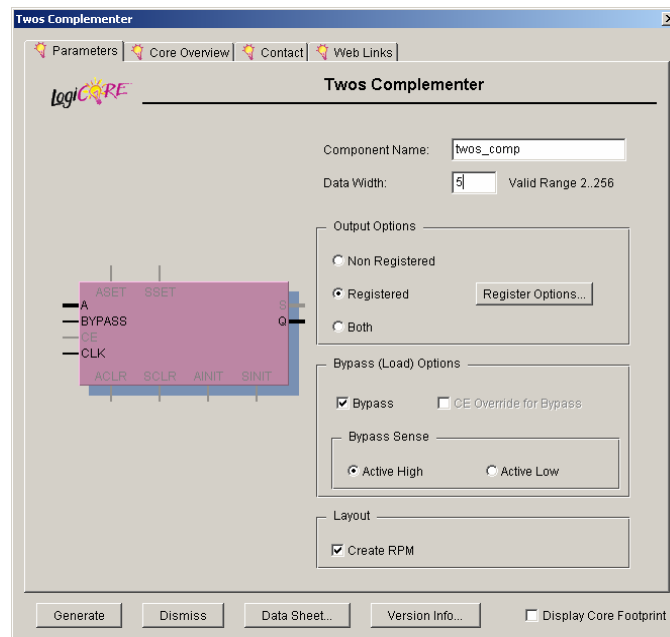 Twos Complementer
Parameters Core Overview Contact Web Links
LogiCORE
Twos Complementer
Component Name: twos_comp
Data Width: 5 Valid Range 2..256
Output Options
Non Registered
Registered Register Options...
Both
ASET SSET
A S
BYPASS Q
CE
CLK
ACLR SCLR AINIT SINIT
Bypass (Load) Options
Bypass CE Override for Bypass
Bypass Sense
Active High Active Low
Layout
Create RPM
Generate Dismiss Data Sheet... Version Info... Display Core Footprint